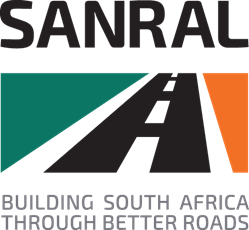 SANRAL
BUILDING SOUTH AFRICA
THROUGH BETTER ROADS